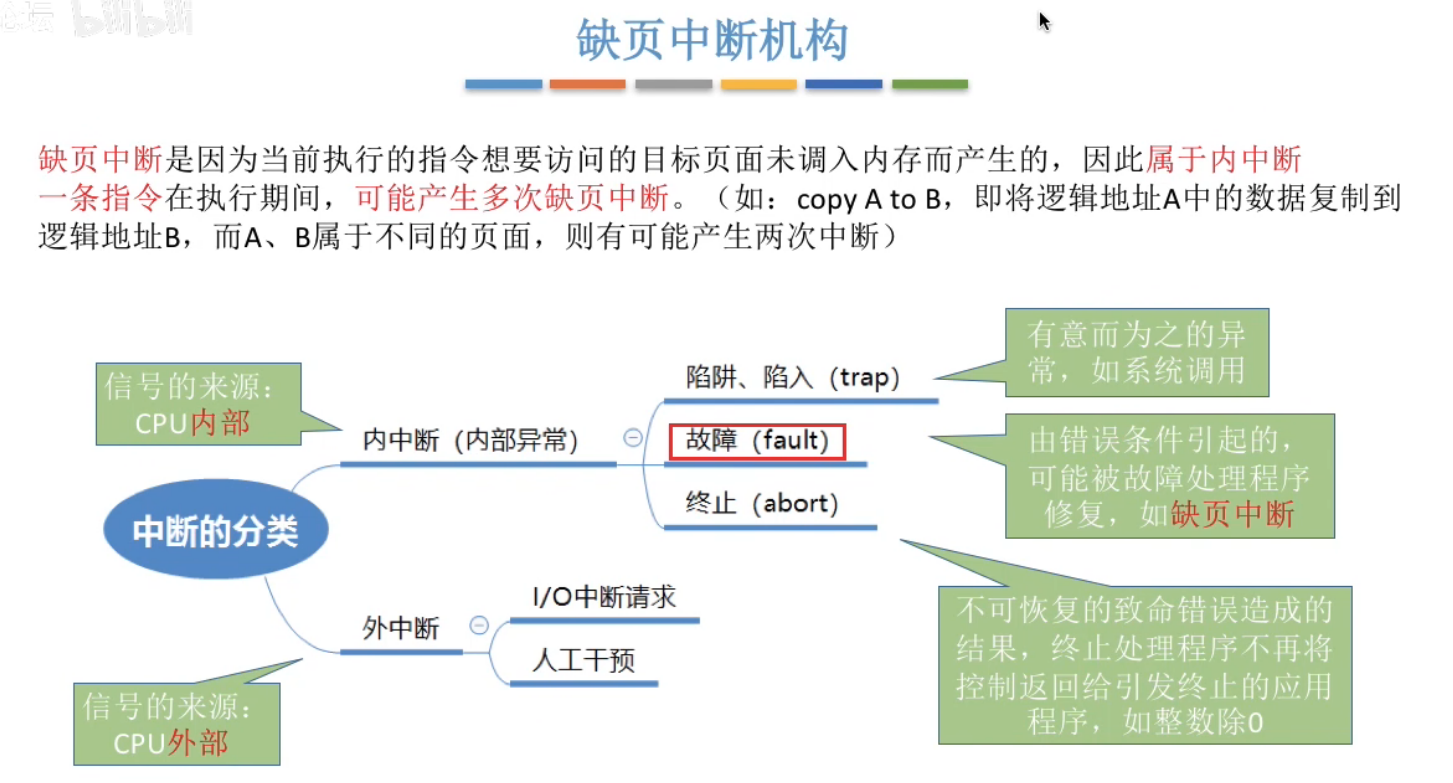 bilibili
缺页中断机构
缺页中断是因为当前执行的指令想要访问的目标页面未调入内存而产生的，因此属于内中断
一条指令在执行期间，可能产生多次缺页中断。（如：copy A to B，即将逻辑地址A中的数据复制到
逻辑地址B，而A、B属于不同的页面，则有可能产生两次中断）
有意而为之的异
常，如系统调用
信号的来源：
CPU内部
陷阱、陷入（trap）
内中断（内部异常）
故障（fault）
由错误条件引起的，
可能被故障处理程序
修复，如缺页中断
终止（abort）
中断的分类
I/O中断请求
外中断
人工干预
不可恢复的致命错误造成的
结果，终止处理程序不再将
控制返回给引发终止的应用
程序，如整数除0
信号的来源：
CPU外部